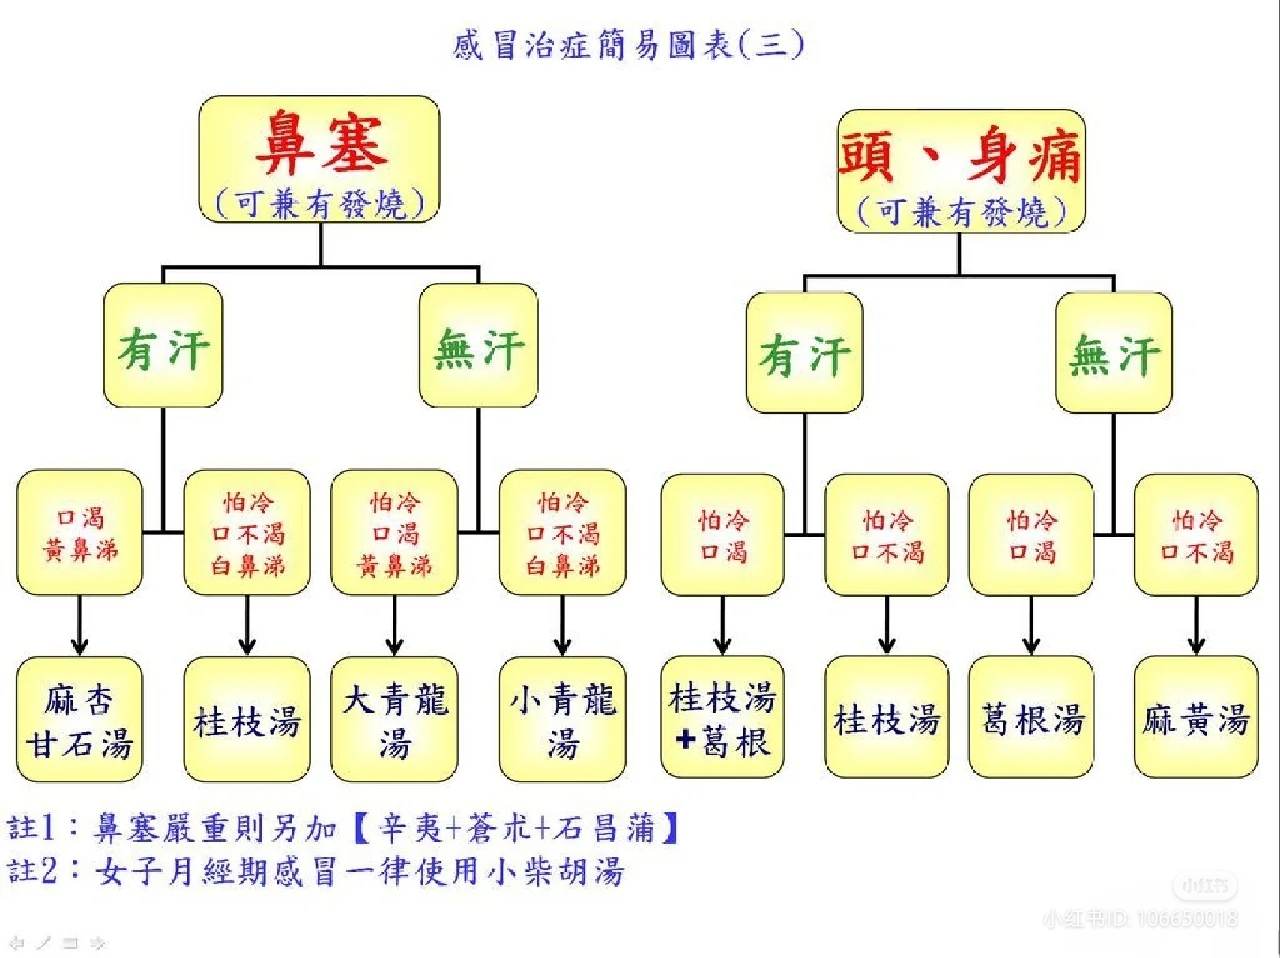 感冒治症簡易圖表(三)
鼻塞
(可兼有發燒)
有汗
無汗
口渴
黃鼻涕
怕冷
口不渴
白鼻涕
怕冷
口渴
黃鼻涕
怕冷
口不渴
白鼻涕
麻杏
甘石湯
桂枝湯
大青龍
湯
小青龍
湯
頭、身痛
(可兼有發燒)
有汗
無汗
怕冷
口渴
怕冷
口不渴
怕冷
口渴
怕冷
口不渴
桂枝湯
+葛根
桂枝湯
葛根湯
麻黃湯
註1：鼻塞嚴重則另加【辛夷+蒼朮+石昌蒲】
註2：女子月經期感冒一律使用小柴胡湯
小红书
小红书ID: 106650018